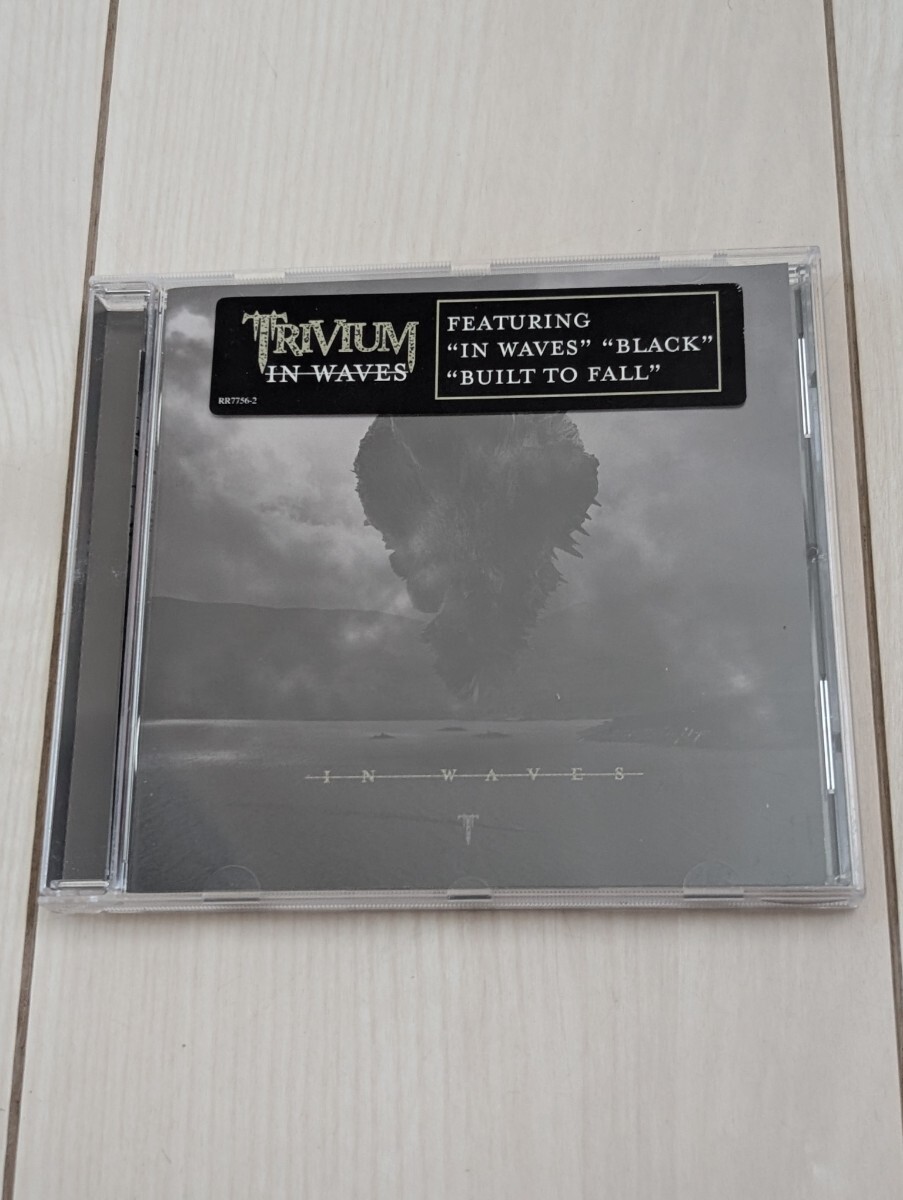 TRIVIUM
IN WAVES
RR7756-2
FEATURING
“IN WAVES” “BLACK”
“BUILT TO FALL”
IN WAVES
T